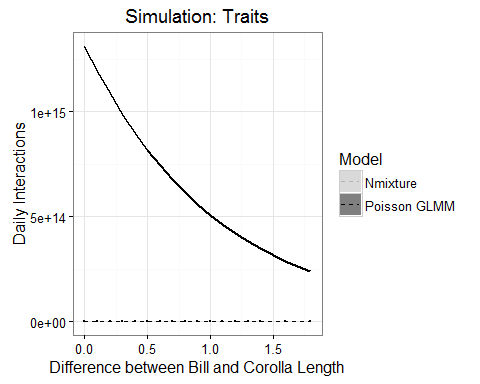 Simulation: Traits
Daily Interactions
1e+15
5e+14
0e+00
0.0 0.5 1.0 1.5
Difference between Bill and Corolla Length
Model
Nmixture
Poisson GLMM